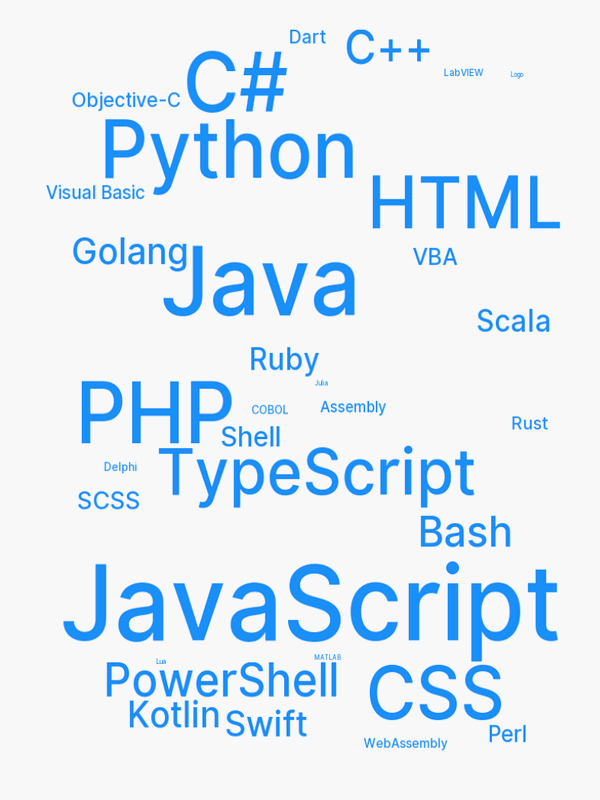 Dart
C++
C#
LabVIEW
Logo
Objective-C
Python
Visual Basic
HTML
Golang
VBA
Java
Scala
Ruby
Julia
PHP
COBOL
Assembly
Rust
Shell
Delphi
TypeScript
SCSS
Bash
JavaScript
MATLAB
Lua
PowerShell
CSS
Kotlin
Swift
Perl
WebAssembly